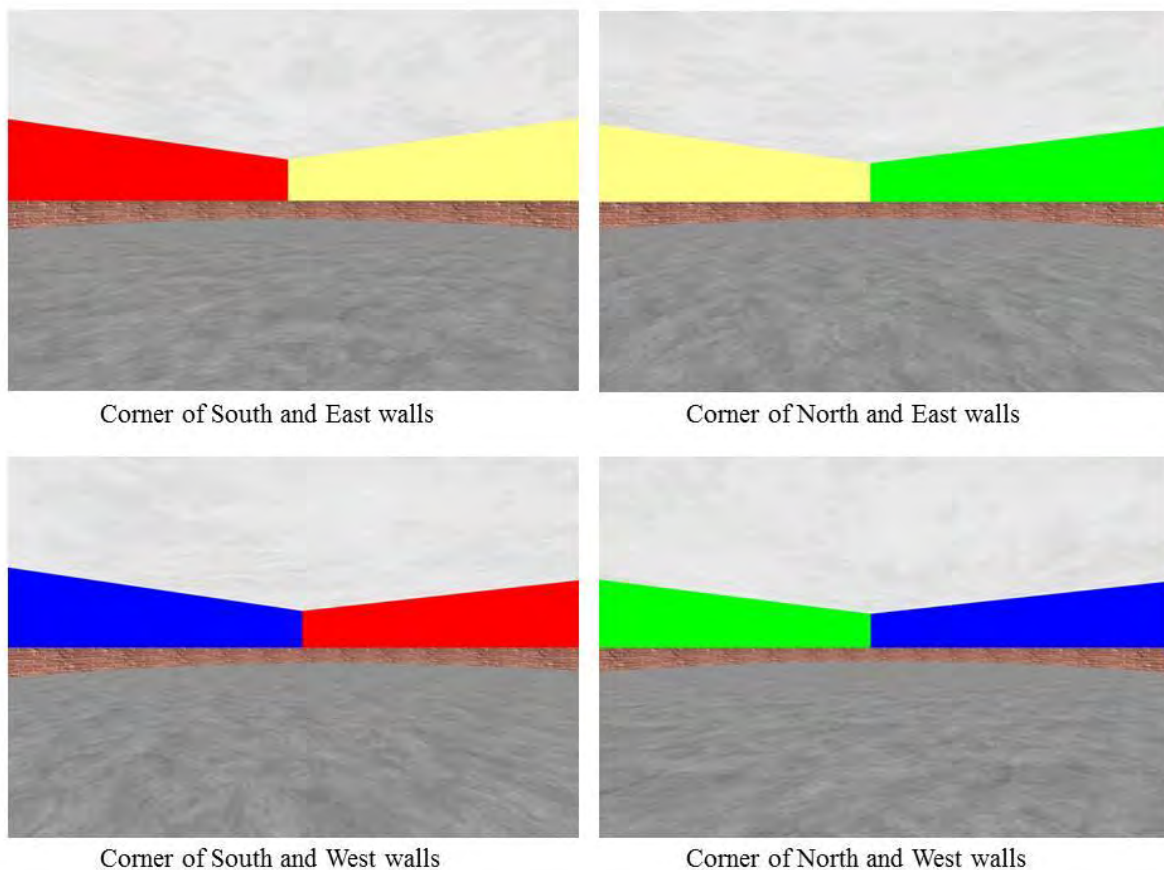 Corner of South and East walls
Corner of North and East walls
Corner of South and West walls
Corner of North and West walls